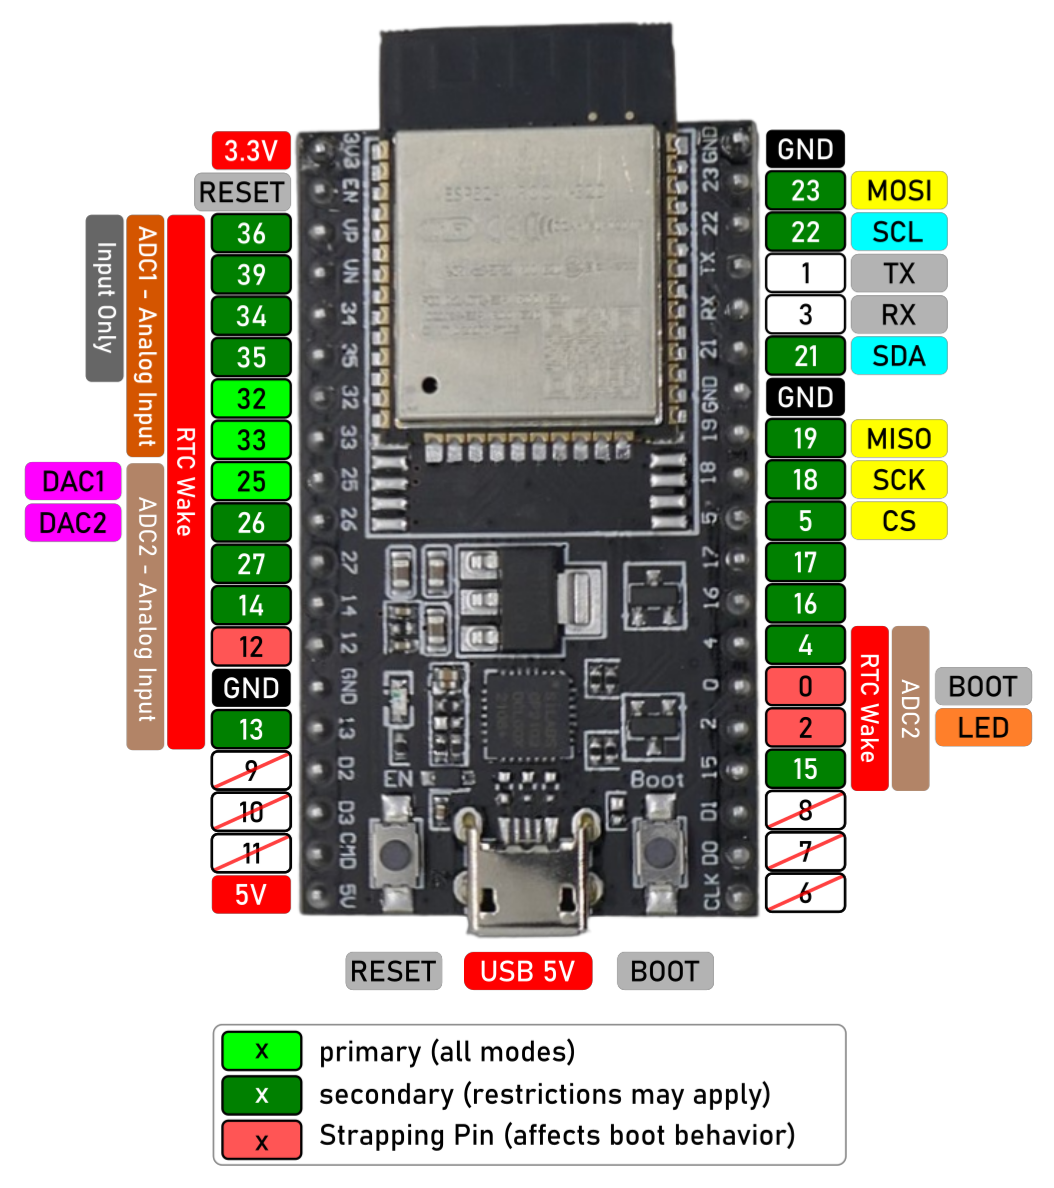 3.3V
RESET
36
39
34
35
32
33
25
26
27
14
12
GND
13
9
10
11
5V
Input Only
ADC1 - Analog Input
RTC Wake
DAC1
DAC2
ADC2 - Analog Input
3V3
EN
VP
VN
34
35
32
33
25
26
27
14
12
GND
13
D2
D3
CMD
5V
EN
Boot
GND
23
22
TX
RX
21
GND
19
18
5
17
16
4
0
2
15
D1
D0
CLK
GND
23 MOSI
22 SCL
1 TX
3 RX
21 SDA
GND
19 MISO
18 SCK
5 CS
17
16
4
0 BOOT
2 LED
15
8
7
6
RTC Wake
ADC2
RESET USB 5V BOOT
x primary (all modes)
x secondary (restrictions may apply)
x Strapping Pin (affects boot behavior)